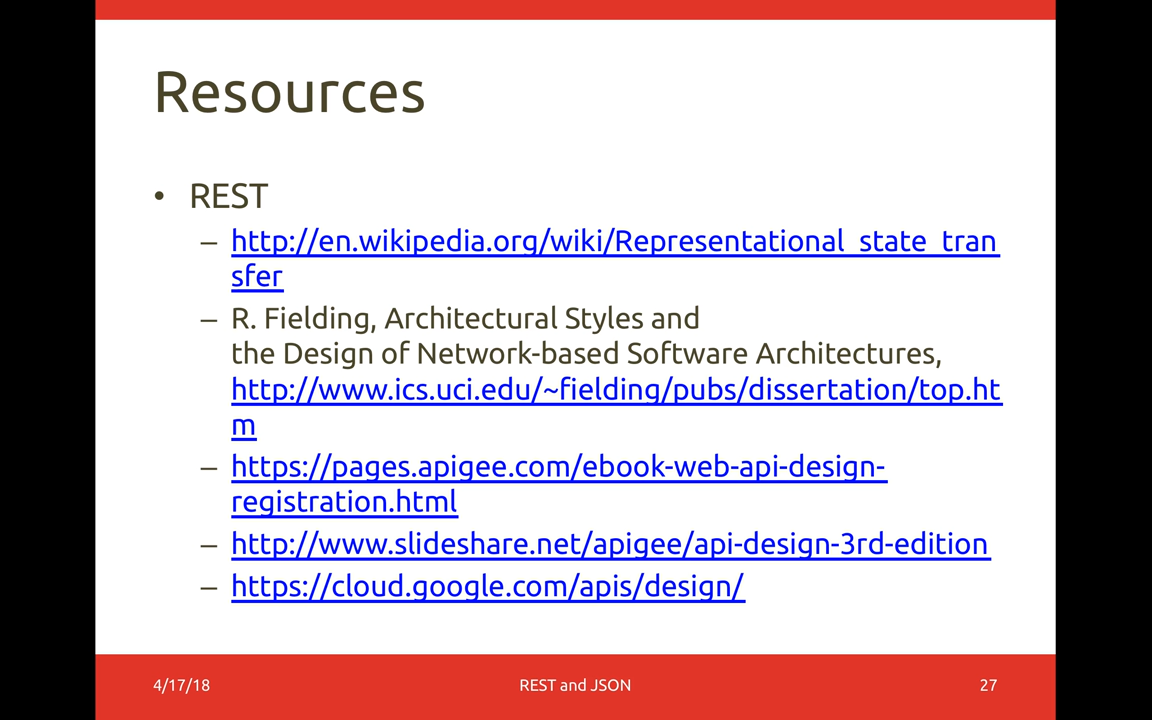 Resources
• REST
– http://en.wikipedia.org/wiki/Representational_state_tran
sfer
– R. Fielding, Architectural Styles and
the Design of Network-based Software Architectures,
http://www.ics.uci.edu/~fielding/pubs/dissertation/top.ht
m
– https://pages.apigee.com/ebook-web-api-design-
registration.html
– http://www.slideshare.net/apigee/api-design-3rd-edition
– https://cloud.google.com/apis/design/
4/17/18 REST and JSON 27